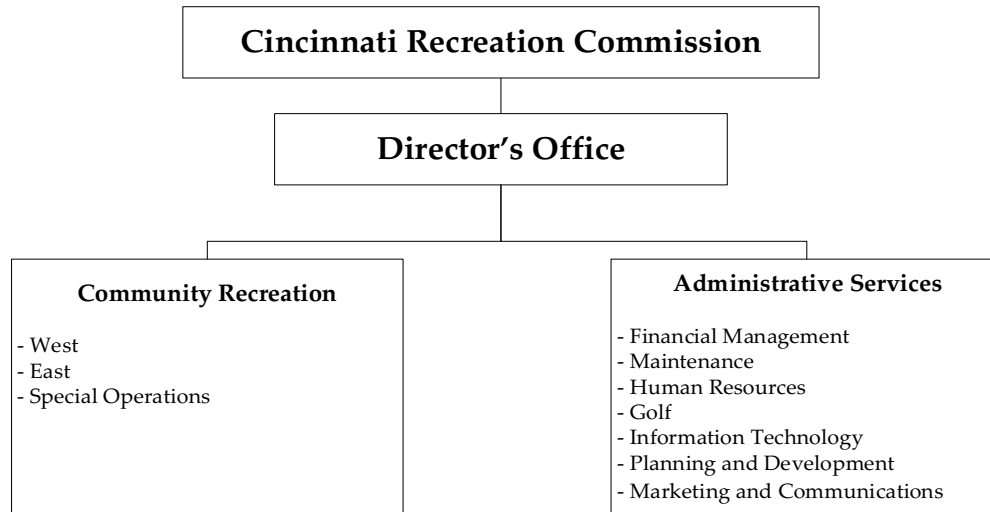 Cincinnati Recreation Commission
Director’s Office
Community Recreation
- West
- East
- Special Operations
Administrative Services
- Financial Management
- Maintenance
- Human Resources
- Golf
- Information Technology
- Planning and Development
- Marketing and Communications